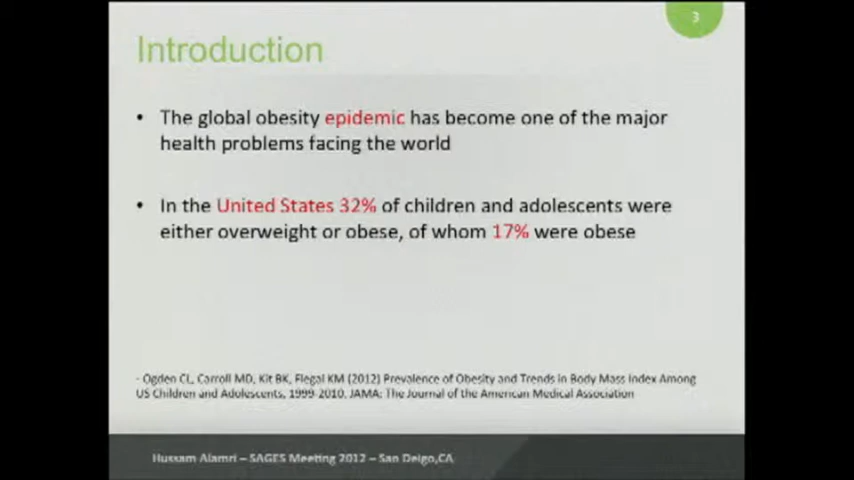 3
Introduction
• The global obesity epidemic has become one of the major
health problems facing the world
• In the United States 32% of children and adolescents were
either overweight or obese, of whom 17% were obese
- Ogden CL, Carroll MD, Kit BK, Flegal KM (2012) Prevalence of Obesity and Trends in Body Mass Index Among
US Children and Adolescents, 1999-2010. JAMA: The Journal of the American Medical Association
Hussam Alamri – SAGES Meeting 2012 – San Deigo,CA